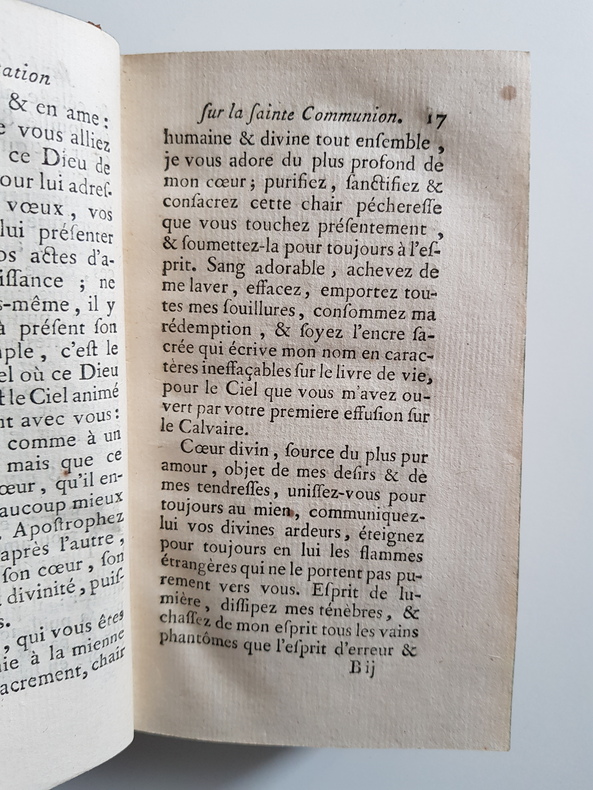 ation
& en ame:
vous alliez
ce Dieu de
our lui adres-
vœux, vos
lui préſenter
os actes d'a-
iſſance ; ne
s-même, il y
à préſent ſon
mple, c'eſt le
el où ce Dieu
t le Ciel animé
nt avec vous:
comme à un
mais que ce
œur, qu'il en-
aucoup mieux
. Apoſtrophez
après l'autre,
ſon cœur, ſon
divinité, puiſ-
s.
, qui vous êtes
nie à la mienne
acrement, chair
ſur la ſainte Communion. 17
humaine & divine tout enſemble,
je vous adore du plus profond de
mon cœur; purifiez, ſanctifiez &
conſacrez cette chair péchereſſe
que vous touchez préſentement,
& ſoumettez-la pour toujours à l'eſ-
prit. Sang adorable, achevez de
me laver, effacez, emportez tou-
tes mes ſouillures, conſommez ma
rédemption, & ſoyez l'encre ſa-
crée qui écrive mon nom en carac-
tères ineffaçables ſur le livre de vie,
pour le Ciel que vous m'avez ou-
vert par votre premiere effuſion ſur
le Calvaire.
Cœur divin, ſource du plus pur
amour, objet de mes deſirs & de
mes tendreſſes, uniſſez-vous pour
toujours au mien, communiquez-
lui vos divines ardeurs, éteignez
pour toujours en lui les flammes
étrangères qui ne le portent pas pu-
rement vers vous. Eſprit de lu-
mière, diſſipez mes ténèbres, &
chaſſez de mon eſprit tous les vains
phantômes que l'eſprit d'erreur &
B ij